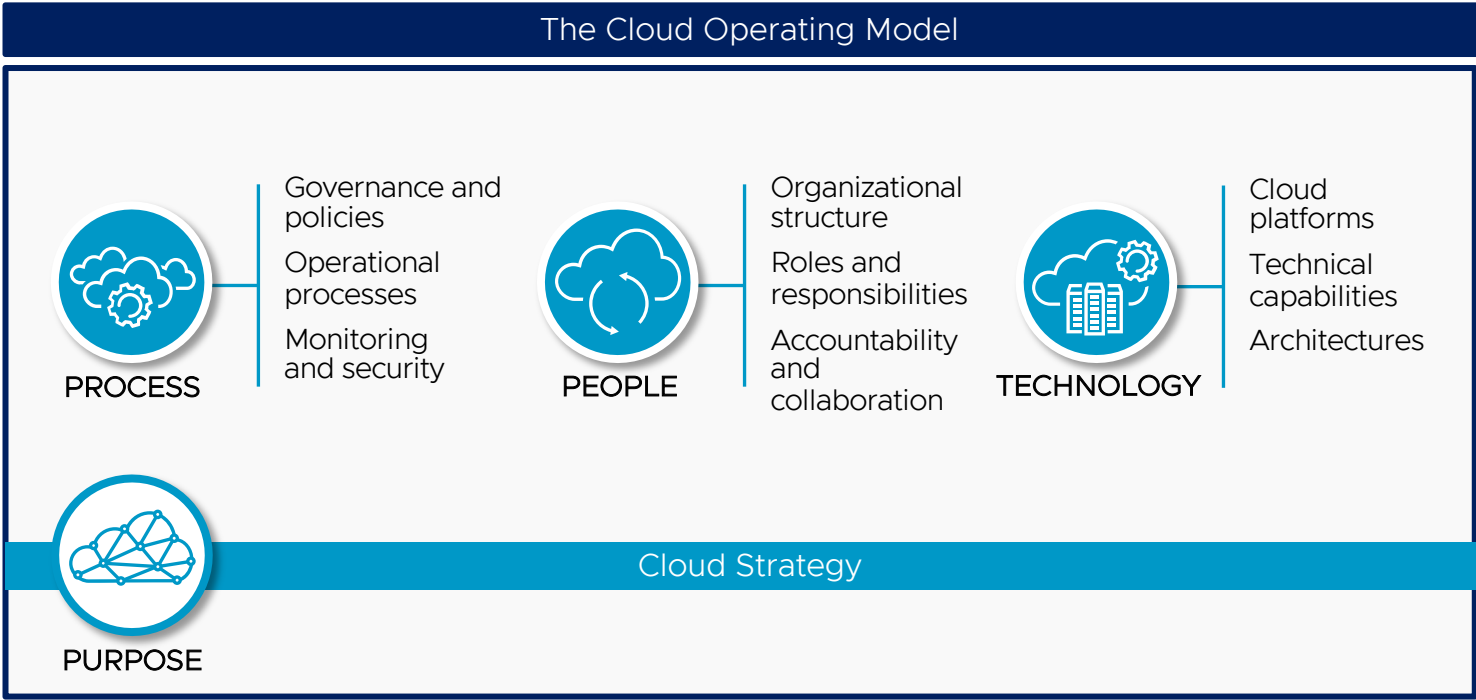 The Cloud Operating Model
Governance and
policies
Operational
processes
Monitoring
and security
PROCESS
Organizational
structure
Roles and
responsibilities
Accountability
and
collaboration
PEOPLE
Cloud
platforms
Technical
capabilities
Architectures
TECHNOLOGY
Cloud Strategy
PURPOSE